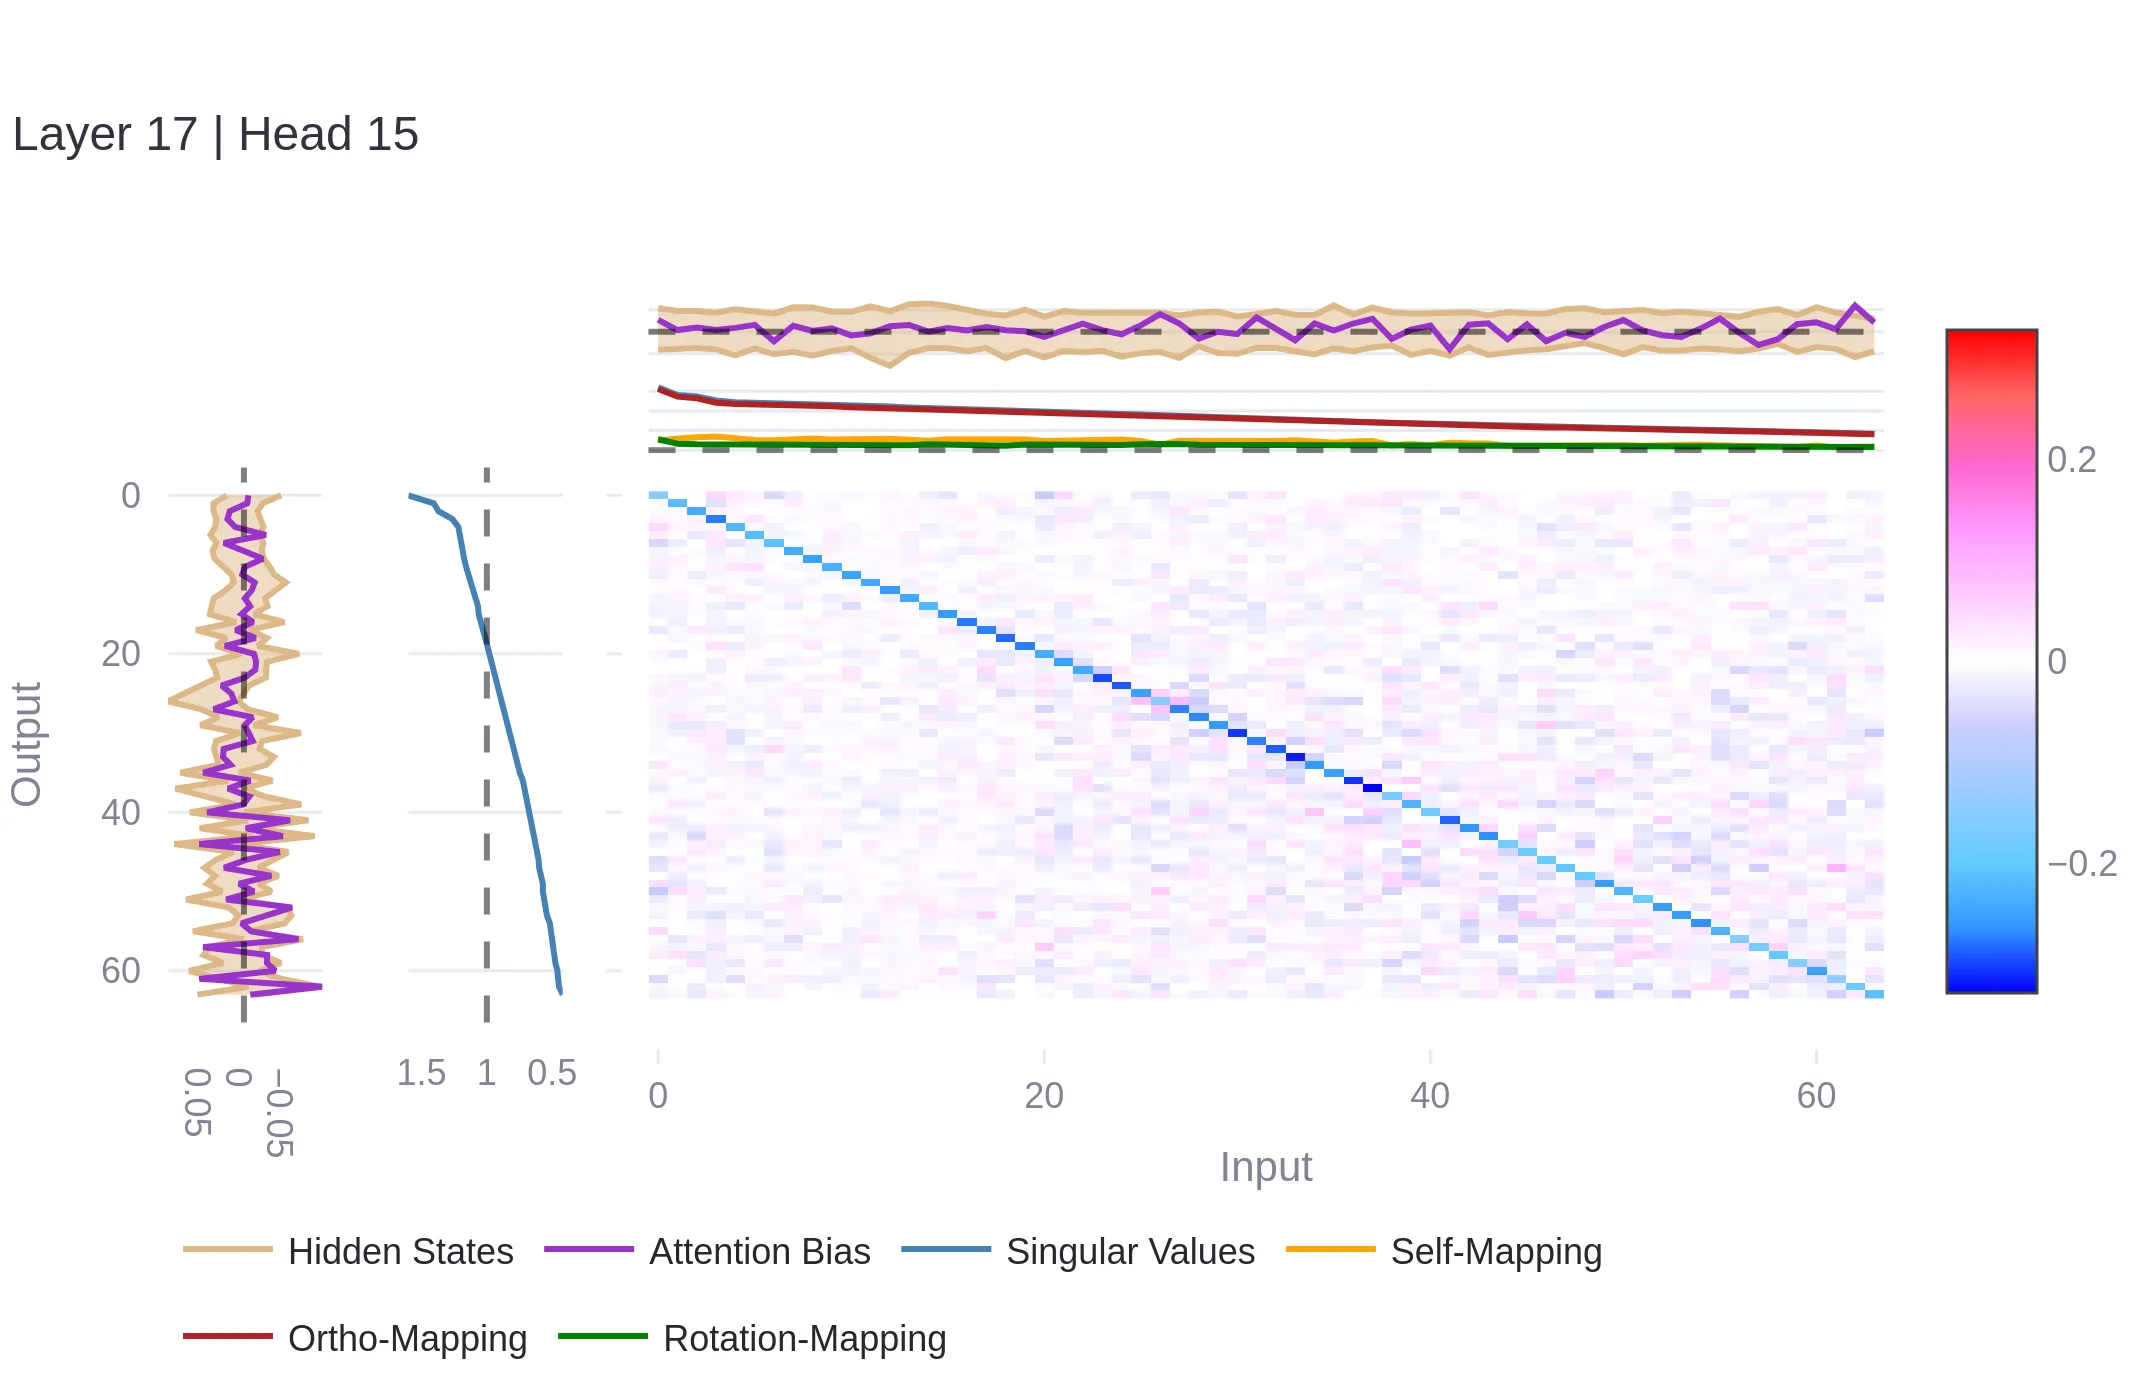 Layer 17 | Head 15
0
20
40
60
Output
0.05
0
−0.05
1.5
1
0.5
0
20
40
60
Input
0.2
0
−0.2
Hidden States
Attention Bias
Singular Values
Self-Mapping
Ortho-Mapping
Rotation-Mapping